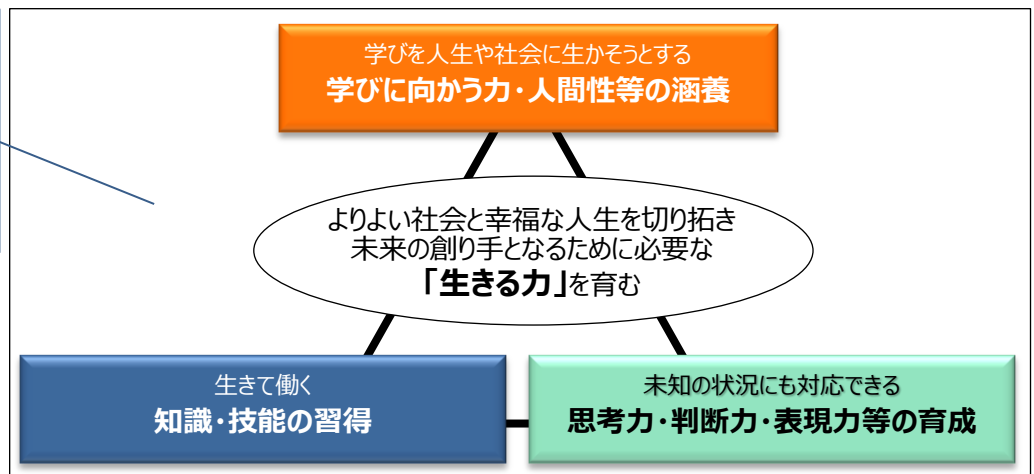 学びを人生や社会に生かそうとする
学びに向かう力・人間性等の涵養
よりよい社会と幸福な人生を切り拓き
未来の創り手となるために必要な
「生きる力」を育む
生きて働く
知識・技能の習得
未知の状況にも対応できる
思考力・判断力・表現力等の育成